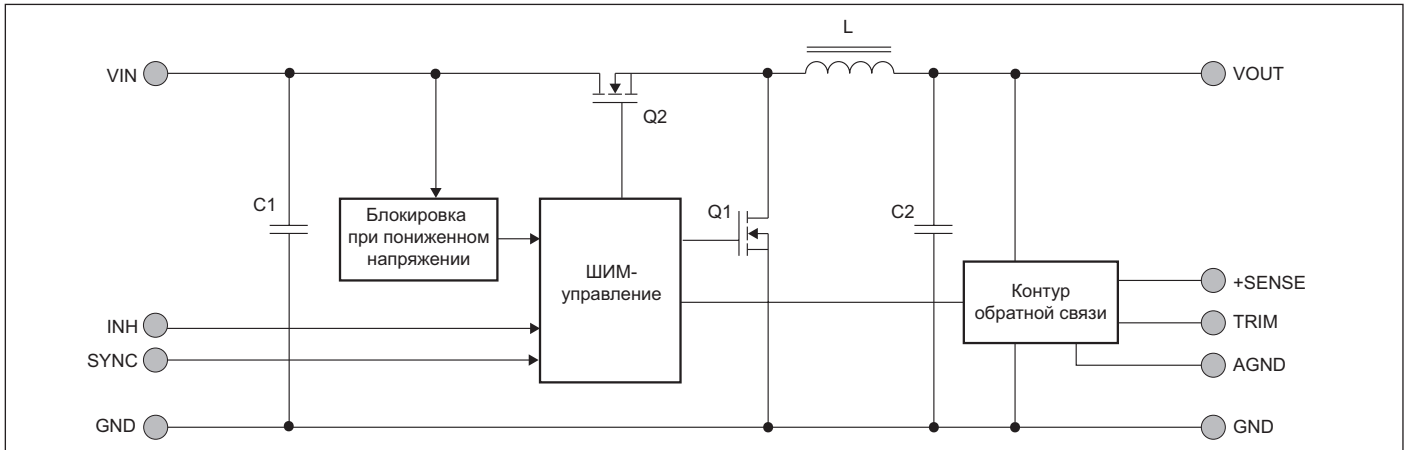 L
VIN
VOUT
Q2
C1
Блокировка
при пониженном
напряжении
Q1
C2
ШИМ-
управление
Контур
обратной связи
+SENSE
INH
TRIM
SYNC
AGND
GND
GND